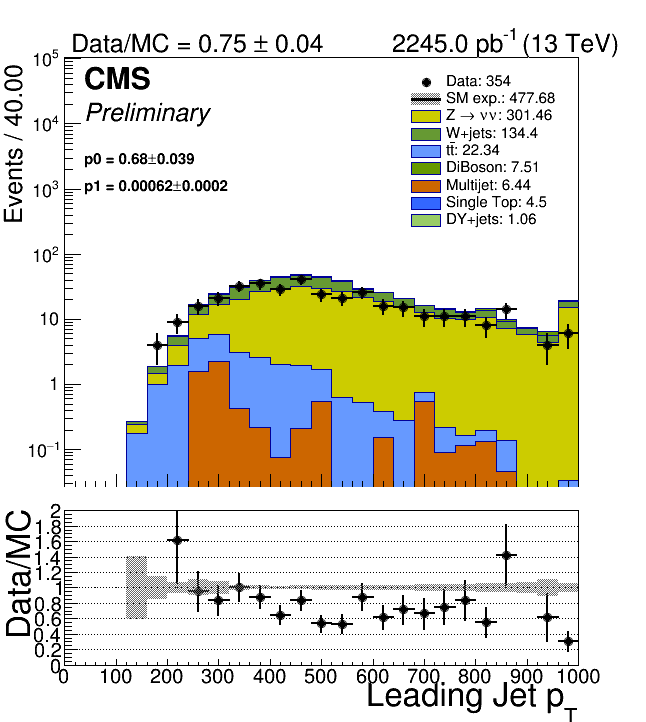 Data/MC = 0.75 ± 0.04 2245.0 pb⁻¹ (13 TeV)
Events / 40.00
10⁵
10⁴
10³
10²
10
1
10⁻¹
CMS
Preliminary
p0 = 0.68±0.039
p1 = 0.00062±0.0002
Data: 354
SM exp.: 477.68
Z → νν: 301.46
W+jets: 134.4
tt̄: 22.34
DiBoson: 7.51
Multijet: 6.44
Single Top: 4.5
DY+jets: 1.06
Data/MC
2
1.8
1.6
1.4
1.2
1
0.8
0.6
0.4
0.2
0
0 100 200 300 400 500 600 700 800 900 1000
Leading Jet p_T